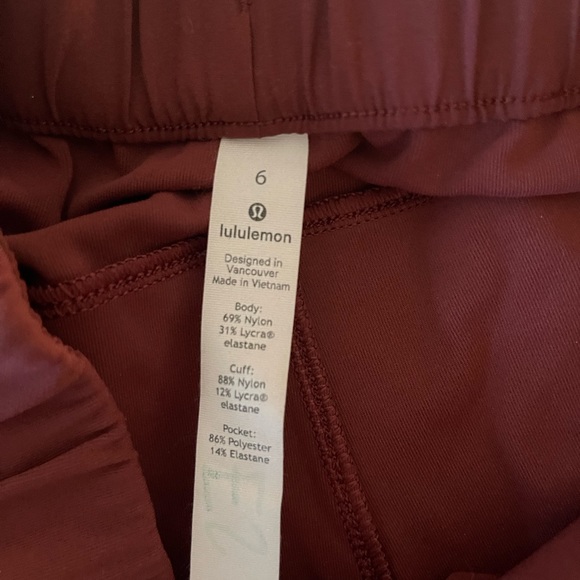 6
lululemon
Designed in
Vancouver
Made in Vietnam
Body:
69% Nylon
31% Lycra®
elastane
Cuff:
88% Nylon
12% Lycra®
elastane
Pocket:
86% Polyester
14% Elastane